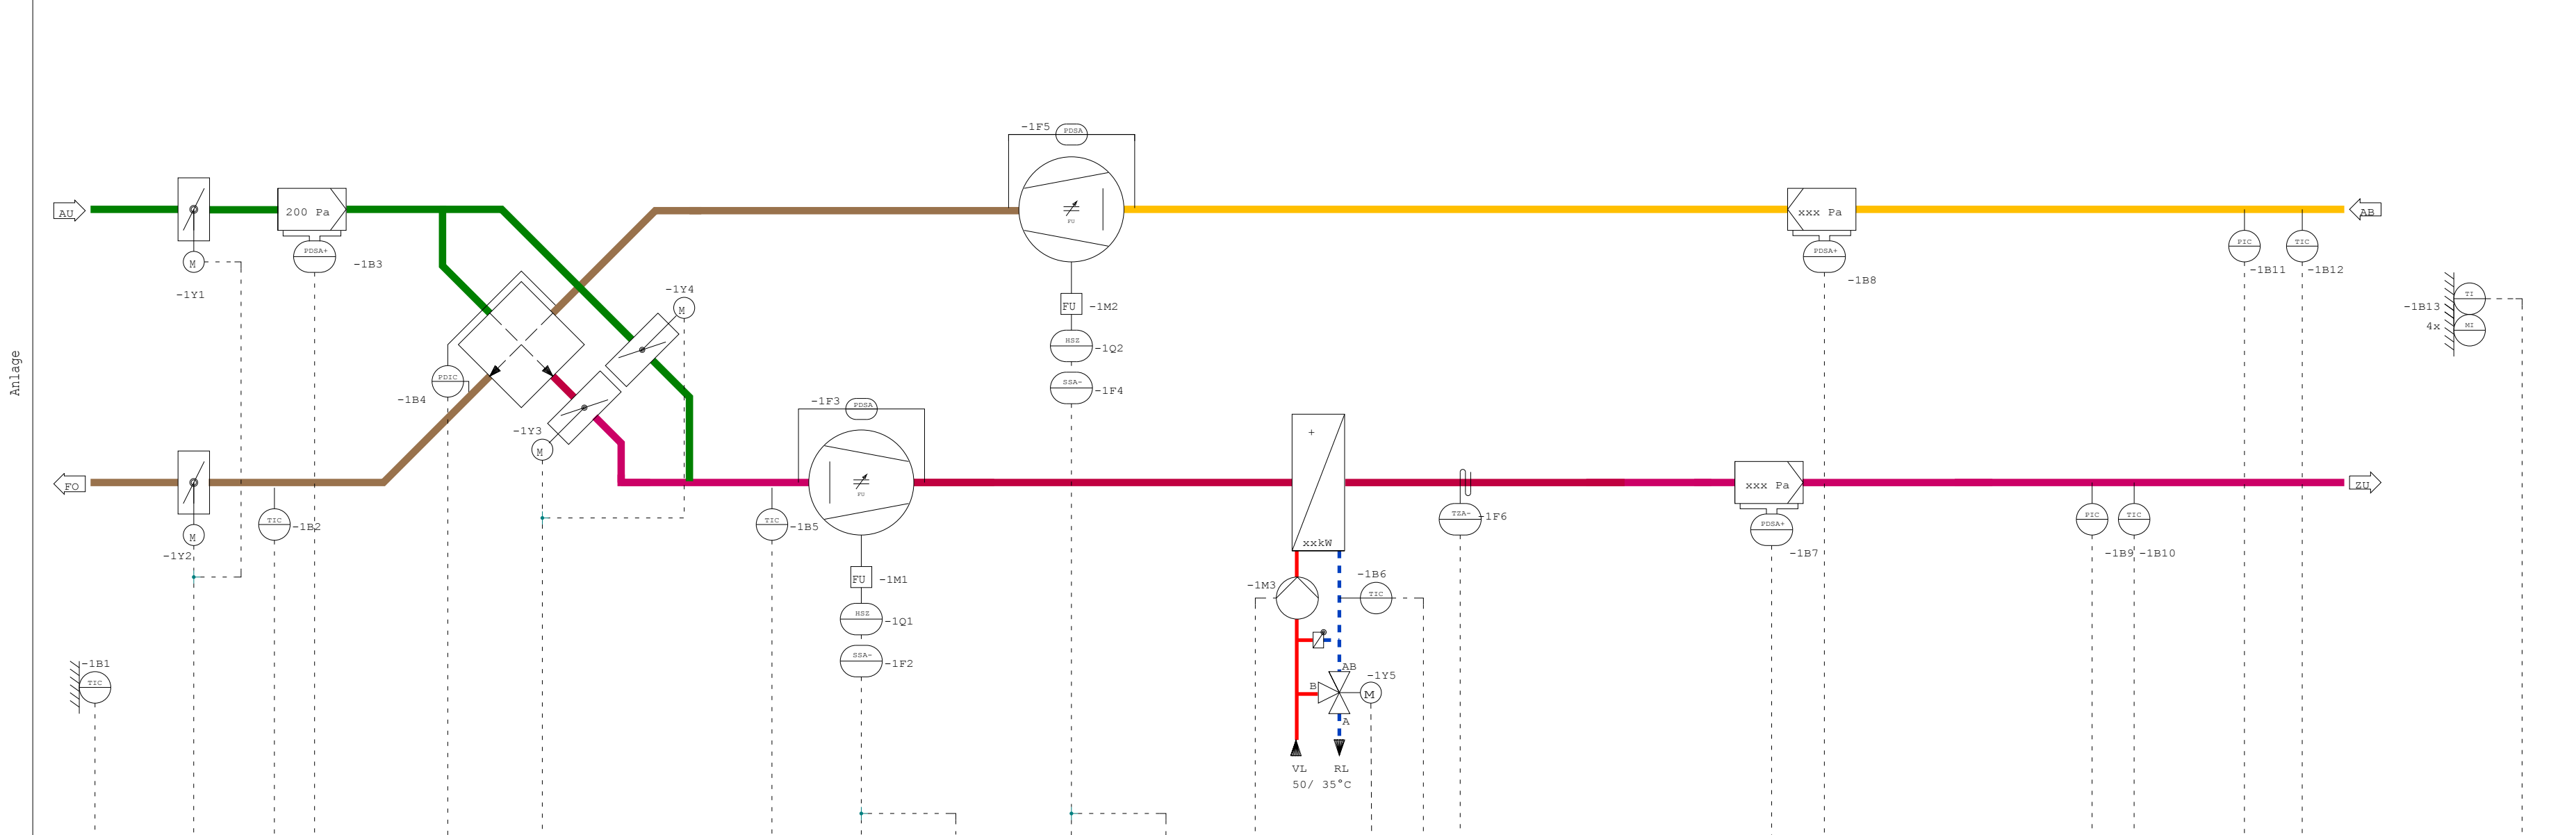 Anlage
-1F5 PDSA
AU
200 Pa
FU
xxx Pa
AB
M
PDSA+
-1B3
PDSA+
-1B8
PIC
-1B11
TIC
-1B12
-1Y1
-1Y4
M
FU
-1M2
-1B13
TI
4x
MI
HSZ
-1Q2
PDIC
-1B4
SSA-
-1F4
-1F3 PDSA
-1Y3
M
+
FO
FU
xxx Pa
ZU
xxkW
M
-1Y2
TIC
-1B2
TIC
-1B5
TZA-
-1F6
PDSA+
-1B7
PIC
-1B9
TIC
-1B10
FU
-1M1
-1M3
-1B6
TIC
HSZ
-1Q1
SSA-
-1F2
-1B1
TIC
AB
-1Y5
B
M
A
VL RL
50/ 35°C